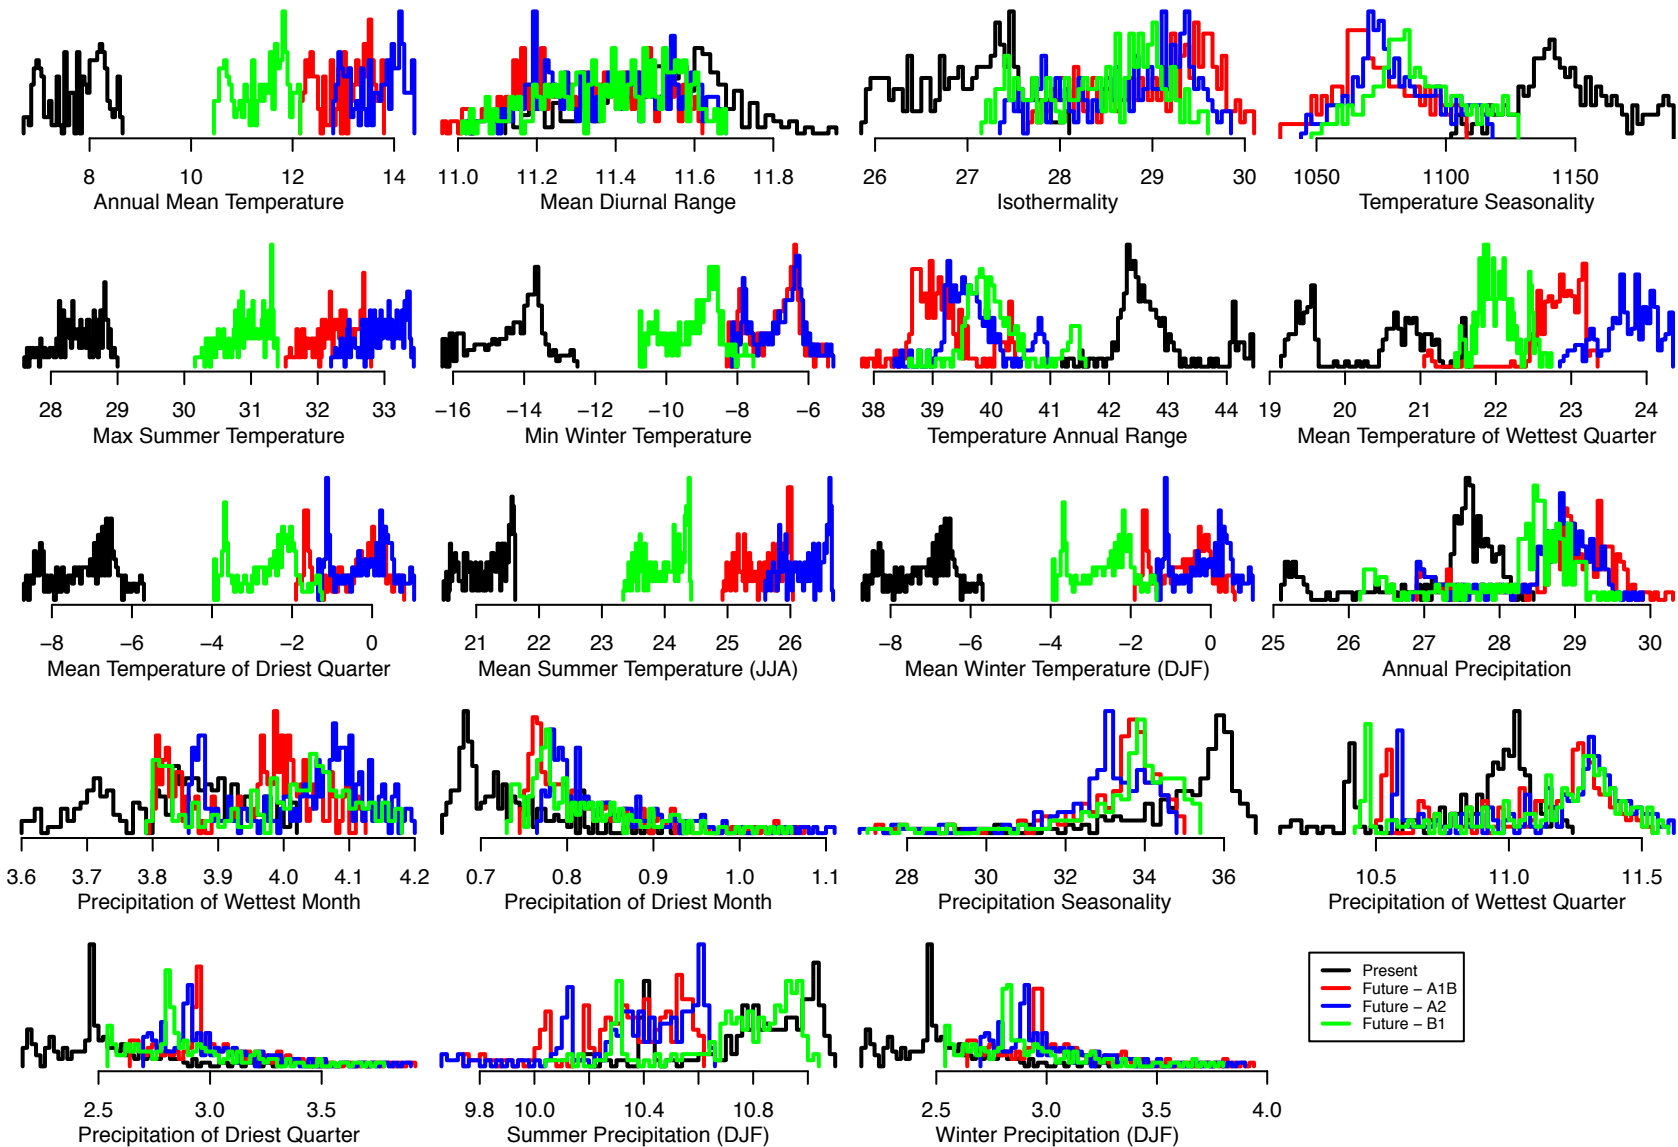 8 10 12 14
Annual Mean Temperature
11.0 11.2 11.4 11.6 11.8
Mean Diurnal Range
26 27 28 29 30
Isothermality
1050 1100 1150
Temperature Seasonality
28 29 30 31 32 33
Max Summer Temperature
−16 −14 −12 −10 −8 −6
Min Winter Temperature
38 39 40 41 42 43 44
Temperature Annual Range
19 20 21 22 23 24
Mean Temperature of Wettest Quarter
−8 −6 −4 −2 0
Mean Temperature of Driest Quarter
21 22 23 24 25 26
Mean Summer Temperature (JJA)
−8 −6 −4 −2 0
Mean Winter Temperature (DJF)
25 26 27 28 29 30
Annual Precipitation
3.6 3.7 3.8 3.9 4.0 4.1 4.2
Precipitation of Wettest Month
0.7 0.8 0.9 1.0 1.1
Precipitation of Driest Month
28 30 32 34 36
Precipitation Seasonality
10.5 11.0 11.5
Precipitation of Wettest Quarter
2.5 3.0 3.5
Precipitation of Driest Quarter
9.8 10.0 10.4 10.8
Summer Precipitation (DJF)
2.5 3.0 3.5 4.0
Winter Precipitation (DJF)
Present
Future − A1B
Future − A2
Future − B1